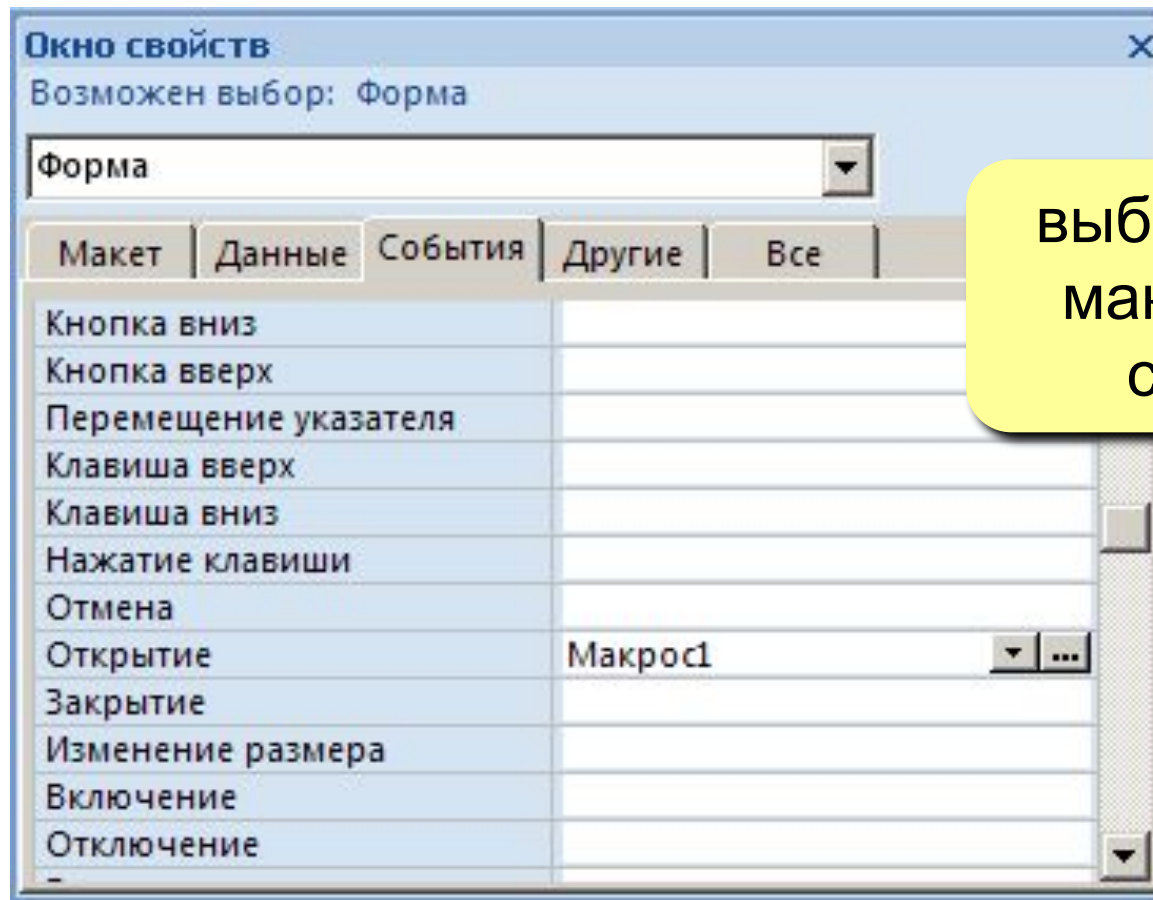 Окно свойств
Возможен выбор: Форма
Форма
Макет Данные События Другие Все
Кнопка вниз
Кнопка вверх
Перемещение указателя
Клавиша вверх
Клавиша вниз
Нажатие клавиши
Отмена
Открытие Макрос1
Закрытие
Изменение размера
Включение
Отключение